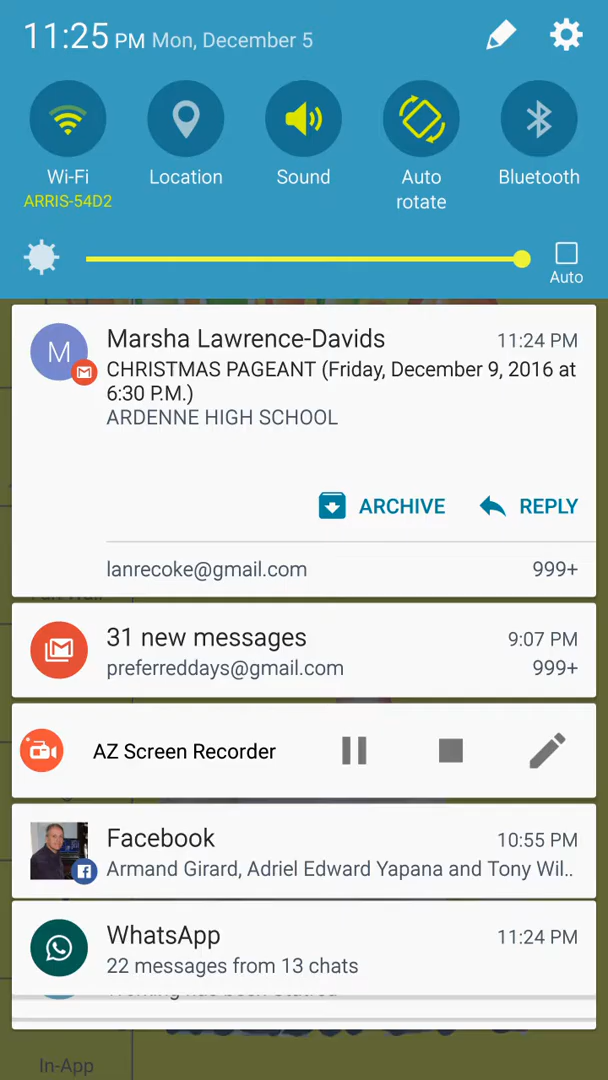 11:25 PM Mon, December 5
Wi-Fi Location Sound Auto rotate Bluetooth
ARRIS-54D2
Auto
Marsha Lawrence-Davids 11:24 PM
CHRISTMAS PAGEANT (Friday, December 9, 2016 at
6:30 P.M.)
ARDENNE HIGH SCHOOL
ARCHIVE REPLY
lanrecoke@gmail.com 999+
31 new messages 9:07 PM
preferreddays@gmail.com 999+
AZ Screen Recorder
Facebook 10:55 PM
Armand Girard, Adriel Edward Yapana and Tony Wil..
WhatsApp 11:24 PM
22 messages from 13 chats
In-App